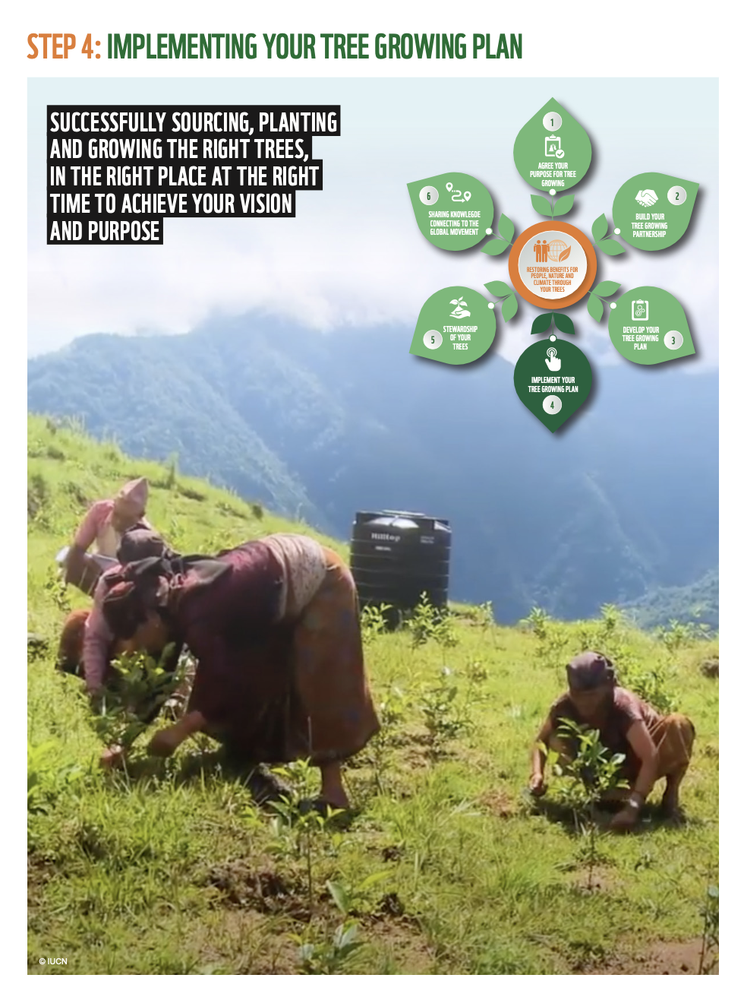 STEP 4: IMPLEMENTING YOUR TREE GROWING PLAN
SUCCESSFULLY SOURCING, PLANTING
AND GROWING THE RIGHT TREES,
IN THE RIGHT PLACE AT THE RIGHT
TIME TO ACHIEVE YOUR VISION
AND PURPOSE
1
AGREE YOUR
PURPOSE FOR TREE
GROWING
2
BUILD YOUR
TREE GROWING
PARTNERSHIP
DEVELOP YOUR
TREE GROWING
PLAN
3
IMPLEMENT YOUR
TREE GROWING PLAN
4
STEWARDSHIP
OF YOUR
TREES
5
6
SHARING KNOWLEGDE
CONNECTING TO THE
GLOBAL MOVEMENT
RESTORING BENEFITS FOR
PEOPLE, NATURE AND
CLIMATE THROUGH
YOUR TREES
Hilltop
© IUCN